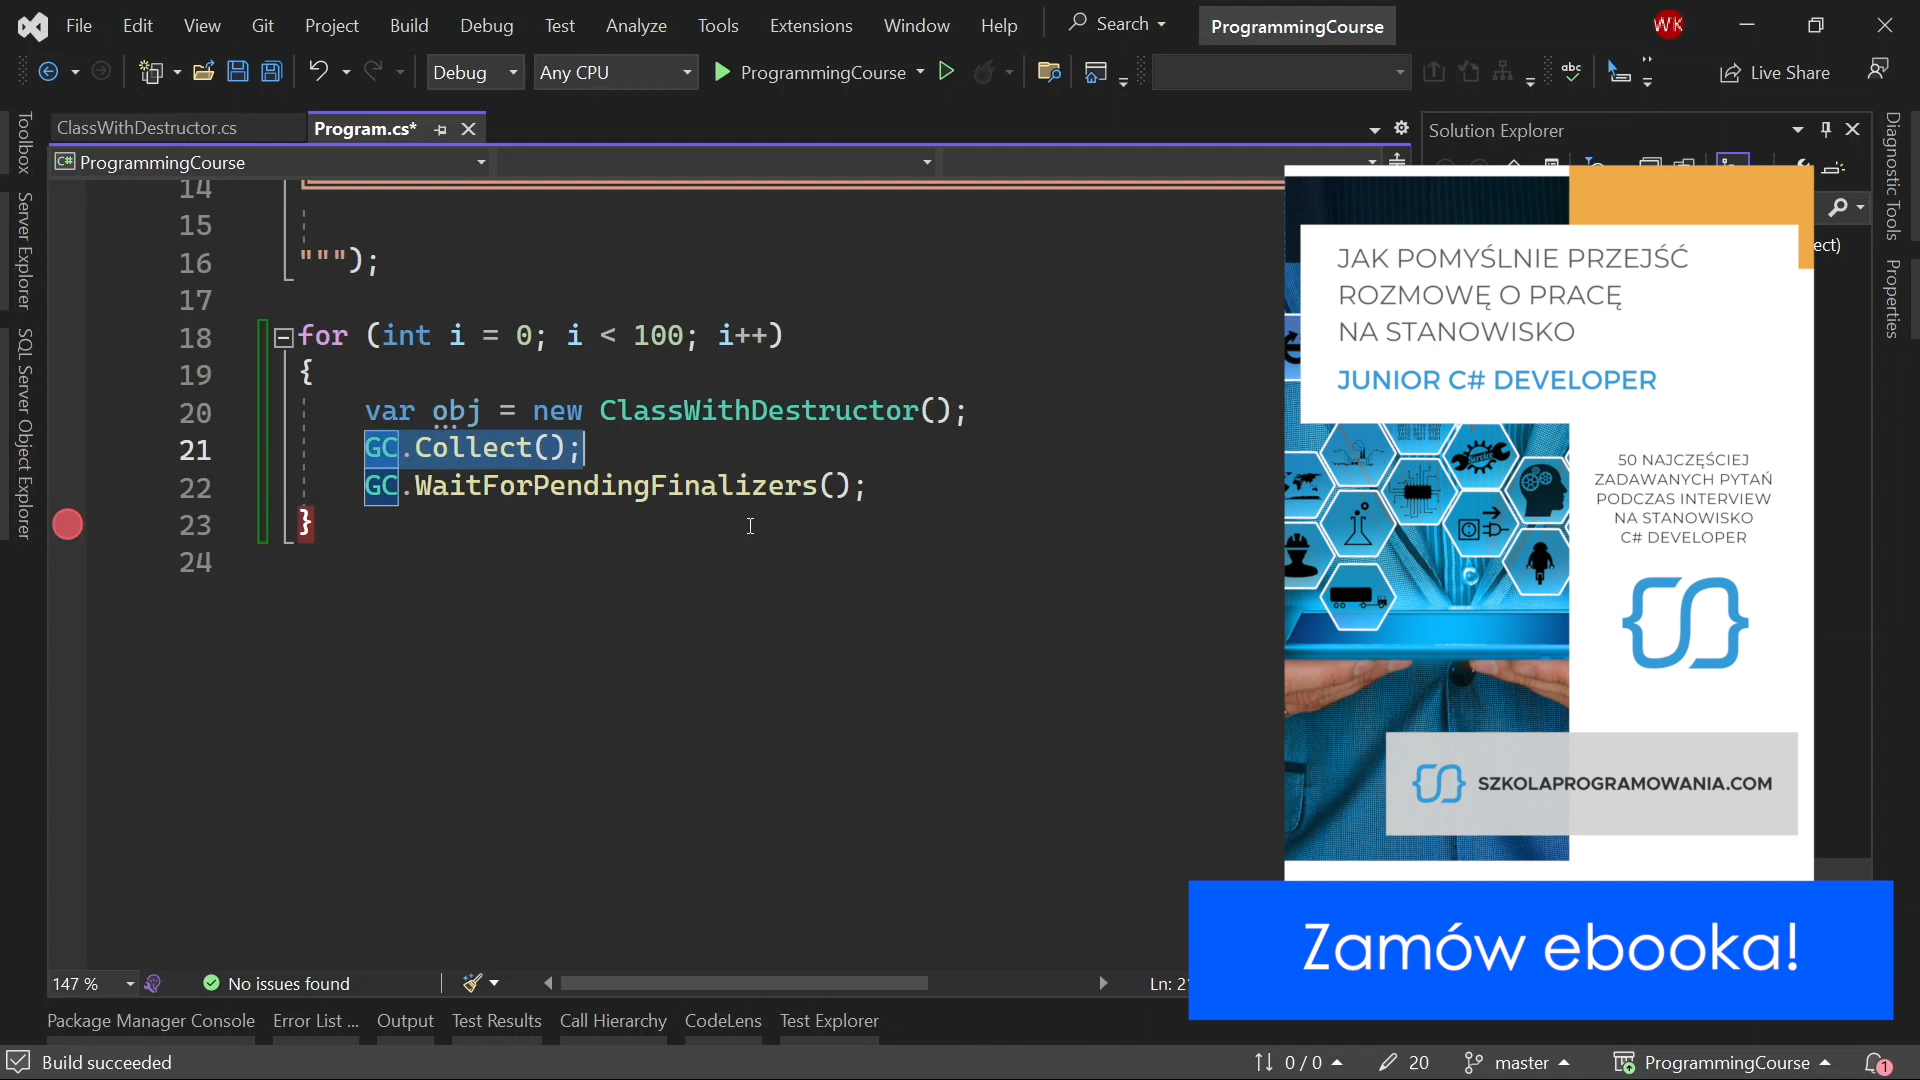 File Edit View Git Project Build Debug Test Analyze Tools Extensions Window Help Search ProgrammingCourse WK
Debug Any CPU ProgrammingCourse abc Live Share
Toolbox
Server Explorer
SQL Server Object Explorer
ClassWithDestructor.cs Program.cs*
C# ProgrammingCourse
14
15
16 """);
17
18 for (int i = 0; i < 100; i++)
19 {
20 var obj = new ClassWithDestructor();
21 GC.Collect();
22 GC.WaitForPendingFinalizers();
23 }
24
Solution Explorer
ect)
Diagnostic Tools
Properties
JAK POMYŚLNIE PRZEJŚĆ
ROZMOWĘ O PRACĘ
NA STANOWISKO
JUNIOR C# DEVELOPER
50 NAJCZĘŚCIEJ
ZADAWANYCH PYTAŃ
PODCZAS INTERVIEW
NA STANOWISKO
C# DEVELOPER
SZKOLAPROGRAMOWANIA.COM
Zamów ebooka!
147 % No issues found Ln: 21
Package Manager Console Error List ... Output Test Results Call Hierarchy CodeLens Test Explorer
Build succeeded 0 / 0 20 master ProgrammingCourse 1